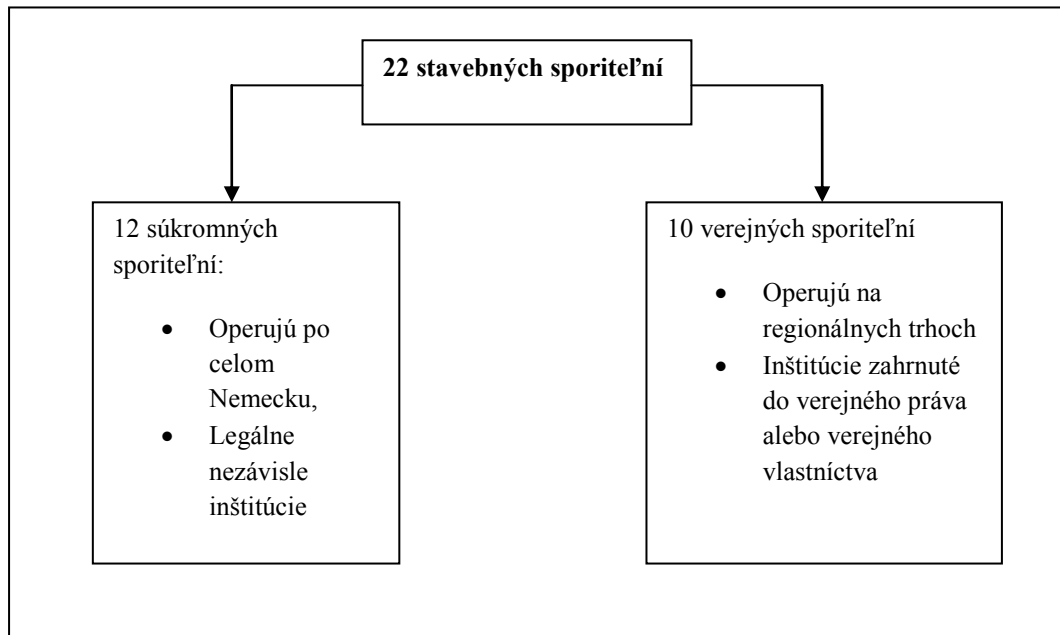 22 stavebných sporiteľní
12 súkromných
sporiteľní:
• Operujú po
celom
Nemecku,
• Legálne
nezávisle
inštitúcie
10 verejných sporiteľní
• Operujú na
regionálnych trhoch
• Inštitúcie zahrnuté
do verejného práva
alebo verejného
vlastníctva